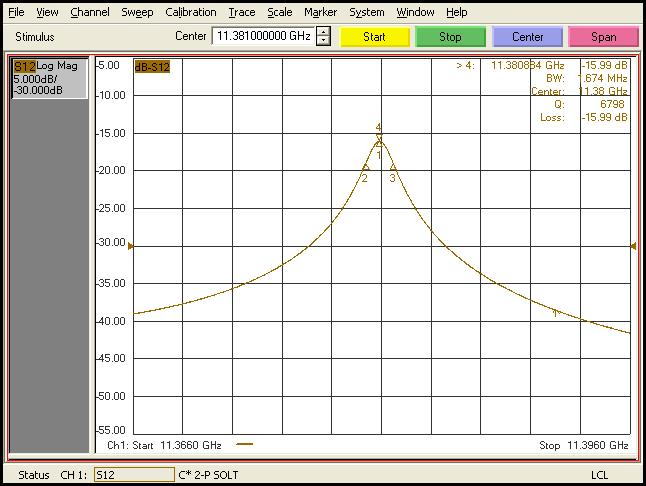 File View Channel Sweep Calibration Trace Scale Marker System Window Help
Stimulus Center 11.381000000 GHz Start Stop Center Span
S12 Log Mag
5.000dB/
-30.000dB
dB-S12
> 4: 11.380884 GHz -15.99 dB
BW: 1.674 MHz
Center: 11.38 GHz
Q: 6798
Loss: -15.99 dB
-5.00
-10.00
-15.00
-20.00
-25.00
-30.00
-35.00
-40.00
-45.00
-50.00
-55.00
4
1
2
3
Ch1: Start 11.3660 GHz
Stop 11.3960 GHz
Status CH 1: S12 C* 2-P SOLT LCL